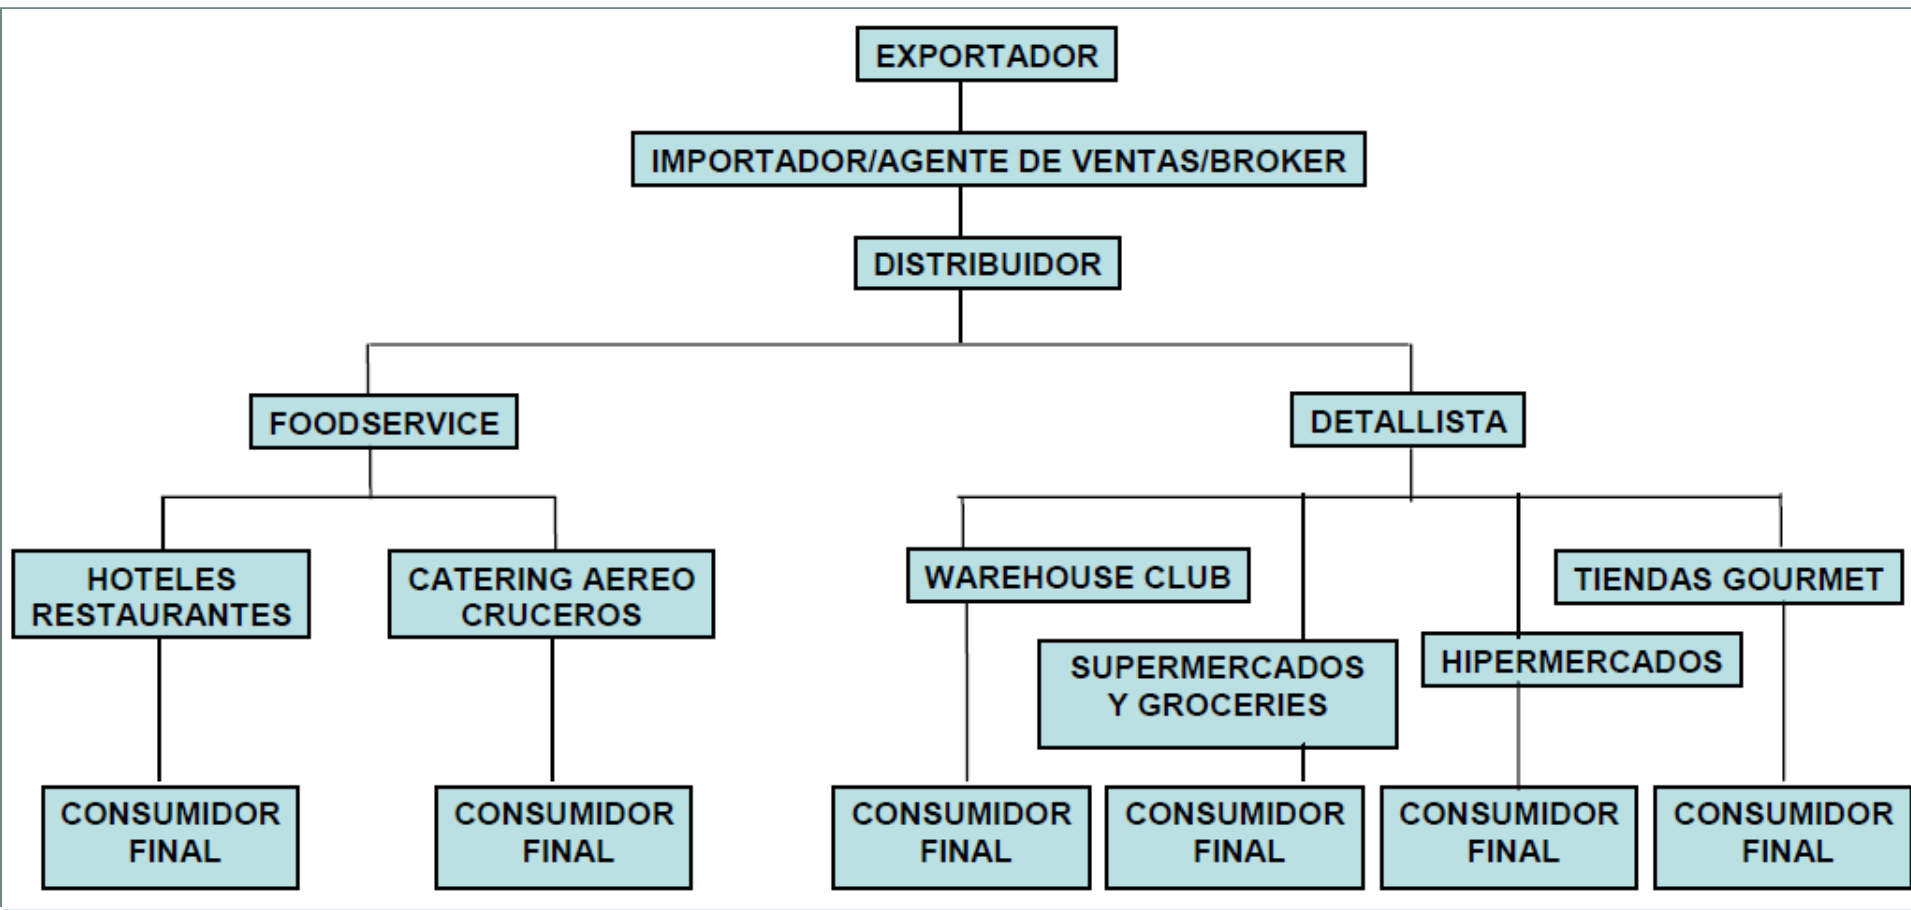 EXPORTADOR
IMPORTADOR/AGENTE DE VENTAS/BROKER
DISTRIBUIDOR
FOODSERVICE
DETALLISTA
HOTELES
RESTAURANTES
CATERING AEREO
CRUCEROS
WAREHOUSE CLUB
TIENDAS GOURMET
SUPERMERCADOS
Y GROCERIES
HIPERMERCADOS
CONSUMIDOR
FINAL
CONSUMIDOR
FINAL
CONSUMIDOR
FINAL
CONSUMIDOR
FINAL
CONSUMIDOR
FINAL
CONSUMIDOR
FINAL